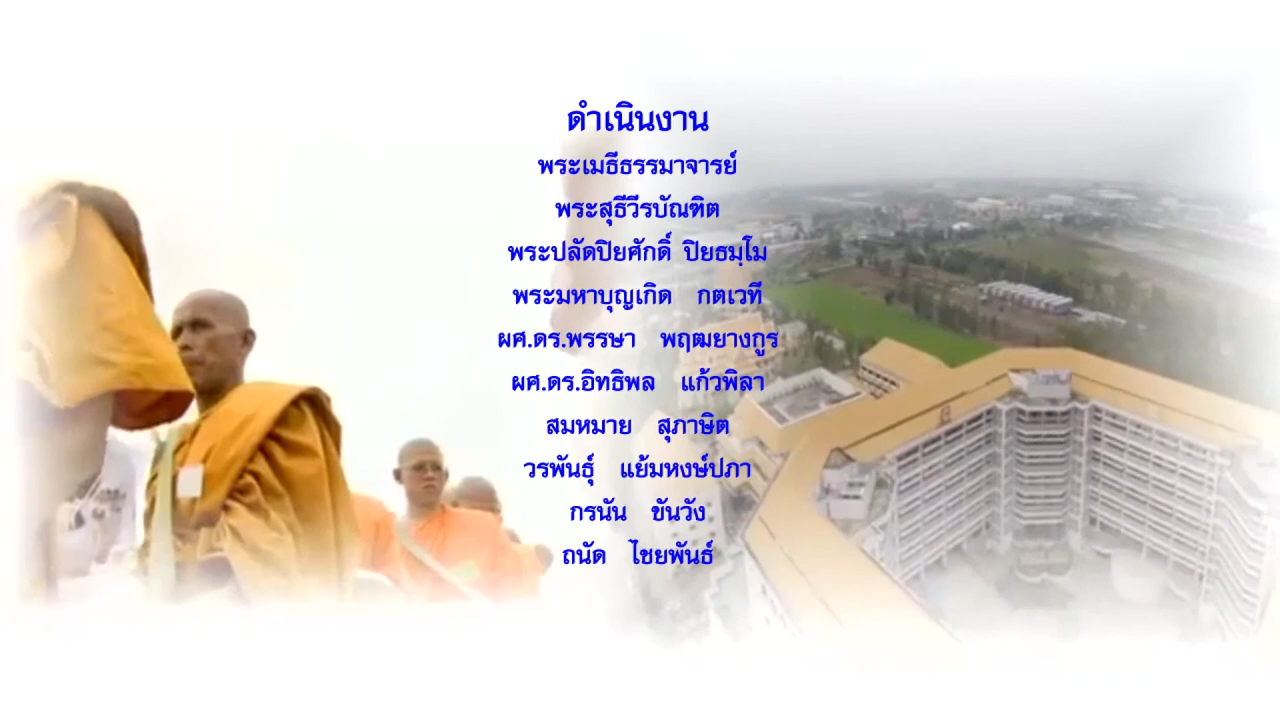 ดำเนินงาน
พระเมธีธรรมาจารย์
พระสุธีวีรบัณฑิต
พระปลัดปิยศักดิ์ ปิยธมฺโม
พระมหาบุญเกิด กตเวที
ผศ.ดร.พรรษา พฤฒยางกูร
ผศ.ดร.อิทธิพล แก้วพิลา
สมหมาย สุภาษิต
วรพันธุ์ แย้มหงษ์ปภา
กรนัน ขันวัง
ถนัด ไชยพันธ์